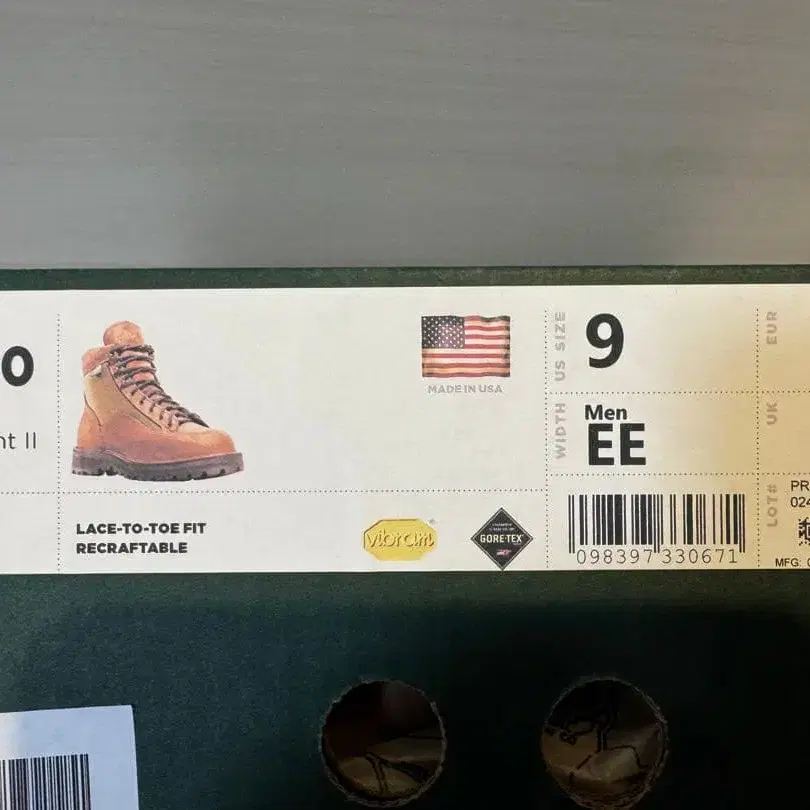 0
nt II
MADE IN USA
US SIZE
9
EUR
WIDTH
Men
EE
UK
LACE-TO-TOE FIT
RECRAFTABLE
vibram
GORE-TEX
098397 330671
LOT#
PR
024
MFG: 0